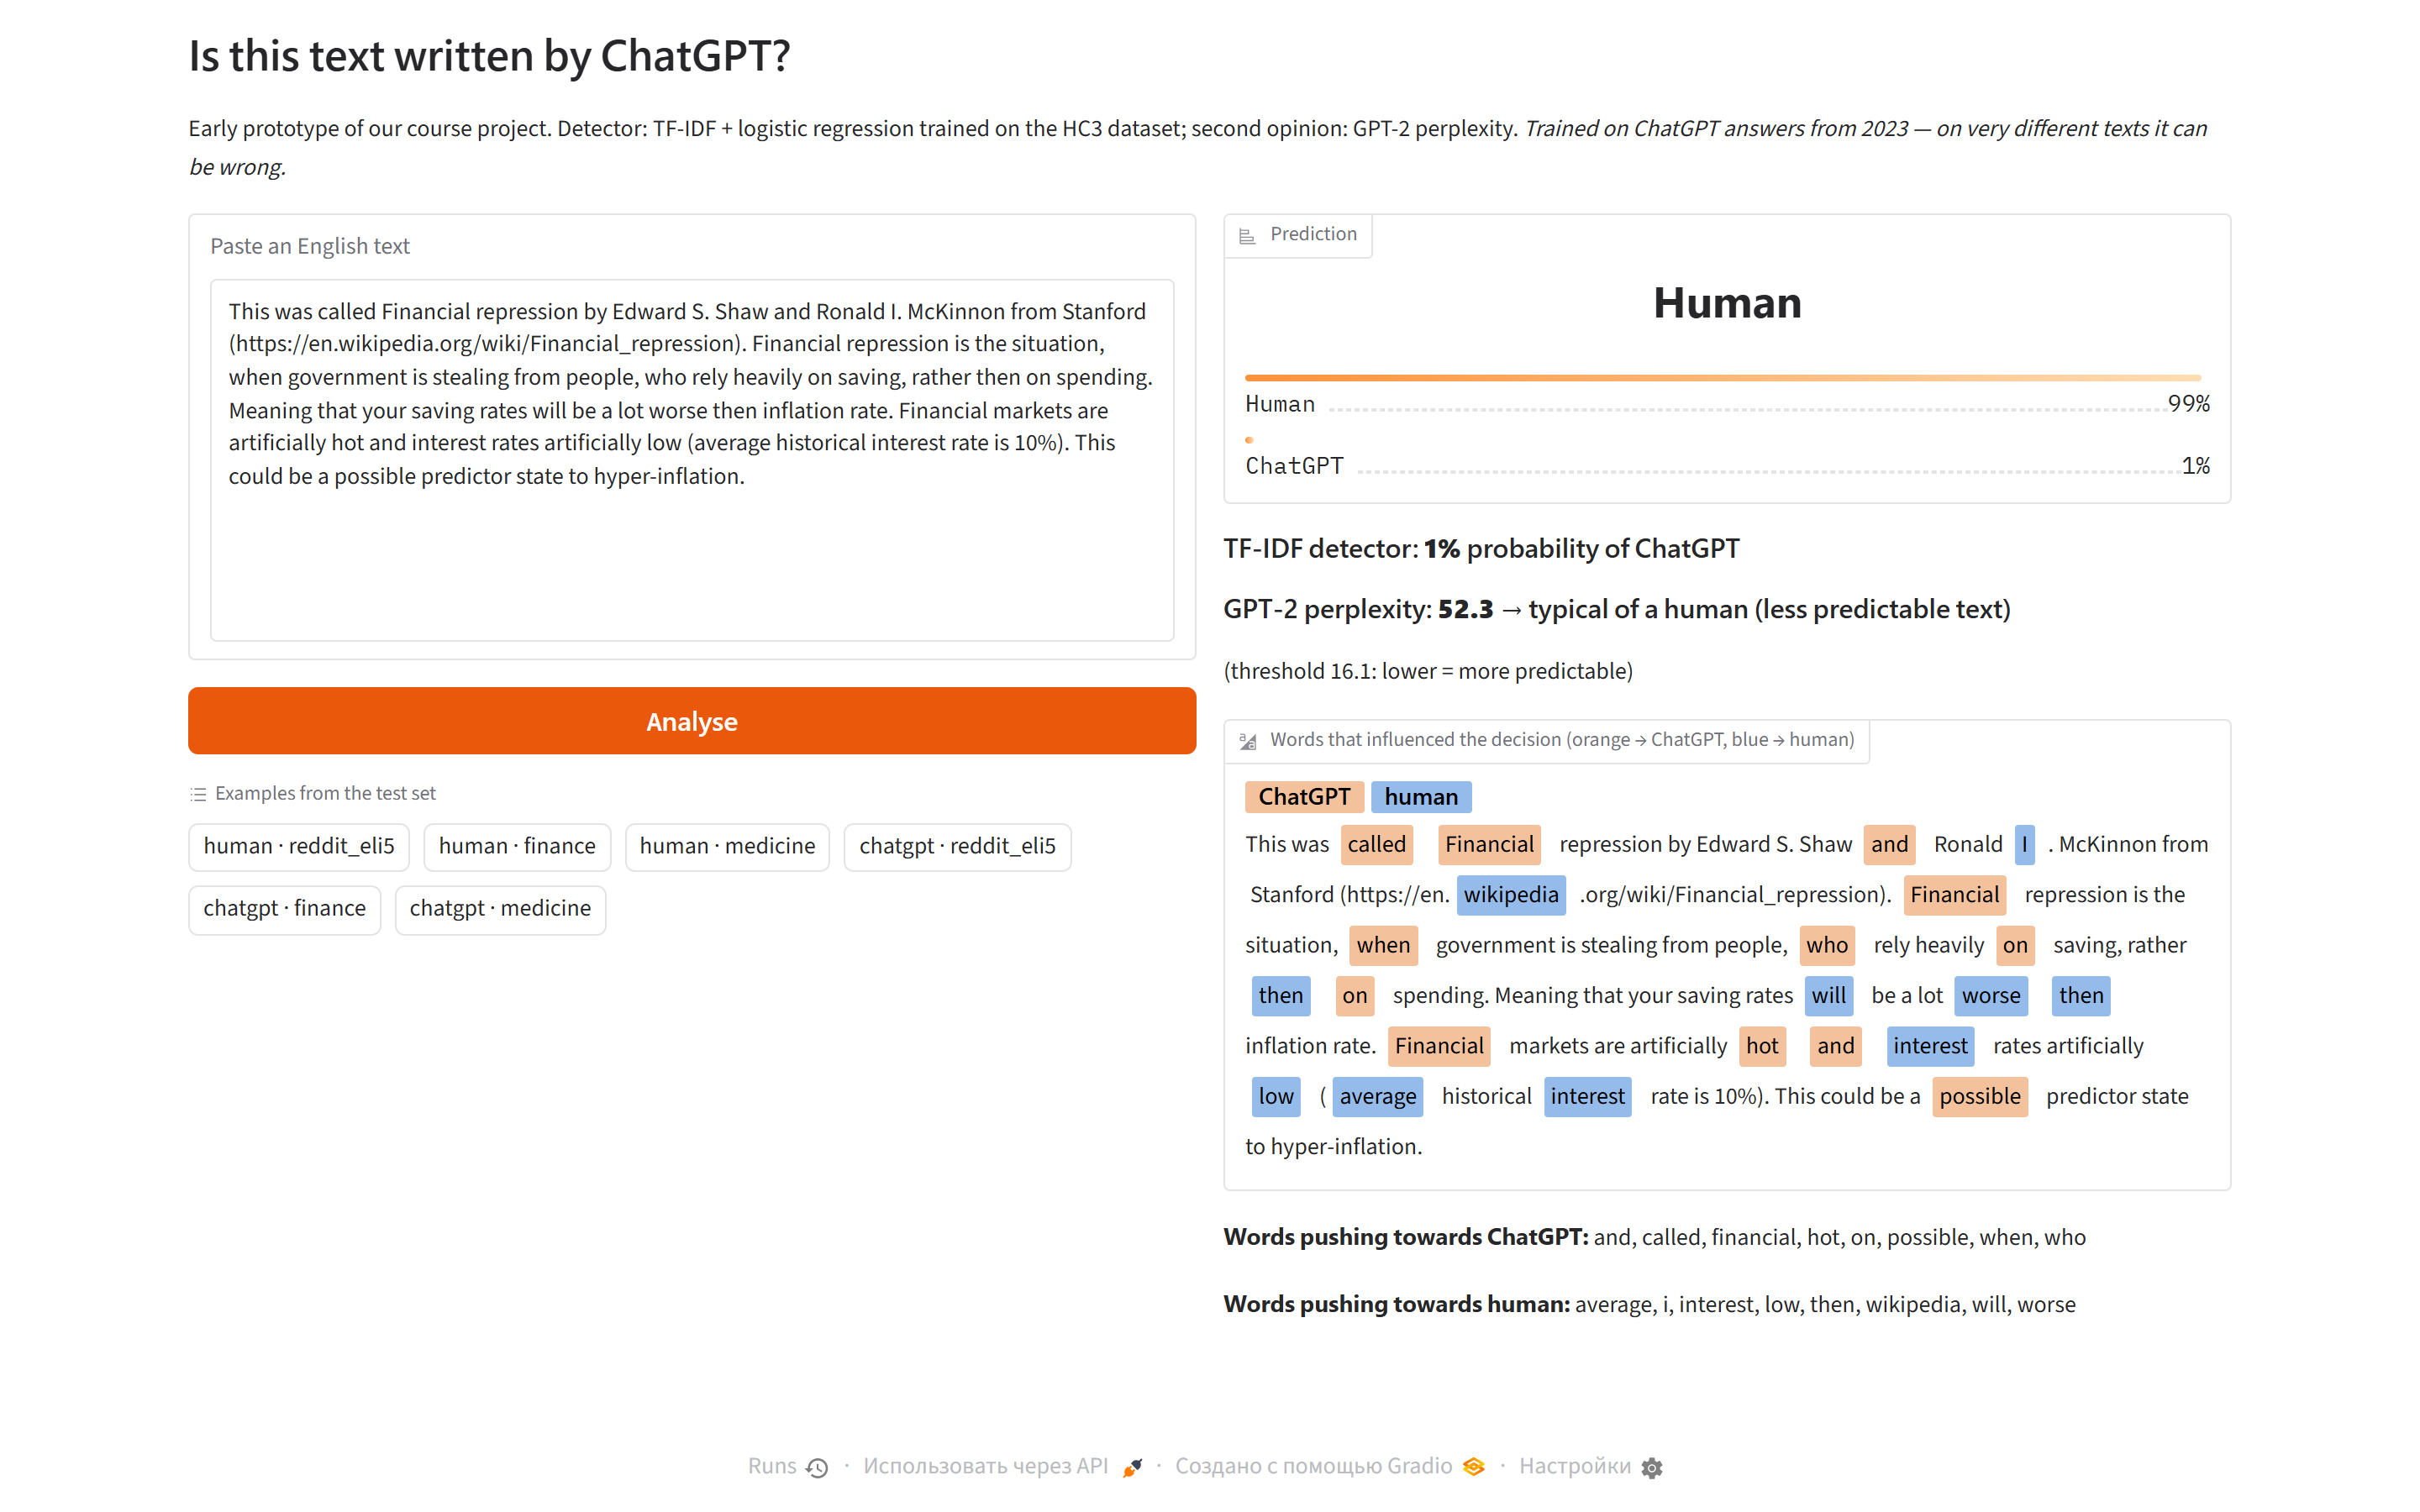 Is this text written by ChatGPT?
Early prototype of our course project. Detector: TF-IDF + logistic regression trained on the HC3 dataset; second opinion: GPT-2 perplexity. Trained on ChatGPT answers from 2023 — on very different texts it can
be wrong.
Paste an English text
This was called Financial repression by Edward S. Shaw and Ronald I. McKinnon from Stanford
(https://en.wikipedia.org/wiki/Financial_repression). Financial repression is the situation,
when government is stealing from people, who rely heavily on saving, rather then on spending.
Meaning that your saving rates will be a lot worse then inflation rate. Financial markets are
artificially hot and interest rates artificially low (average historical interest rate is 10%). This
could be a possible predictor state to hyper-inflation.
Analyse
Examples from the test set
human · reddit_eli5
human · finance
human · medicine
chatgpt · reddit_eli5
chatgpt · finance
chatgpt · medicine
Prediction
Human
Human 99%
ChatGPT 1%
TF-IDF detector: 1% probability of ChatGPT
GPT-2 perplexity: 52.3 → typical of a human (less predictable text)
(threshold 16.1: lower = more predictable)
Words that influenced the decision (orange → ChatGPT, blue → human)
ChatGPT human
This was called Financial repression by Edward S. Shaw and Ronald I . McKinnon from
Stanford (https://en. wikipedia .org/wiki/Financial_repression). Financial repression is the
situation, when government is stealing from people, who rely heavily on saving, rather
then on spending. Meaning that your saving rates will be a lot worse then
inflation rate. Financial markets are artificially hot and interest rates artificially
low ( average historical interest rate is 10%). This could be a possible predictor state
to hyper-inflation.
Words pushing towards ChatGPT: and, called, financial, hot, on, possible, when, who
Words pushing towards human: average, i, interest, low, then, wikipedia, will, worse
Runs · Использовать через API · Создано с помощью Gradio · Настройки